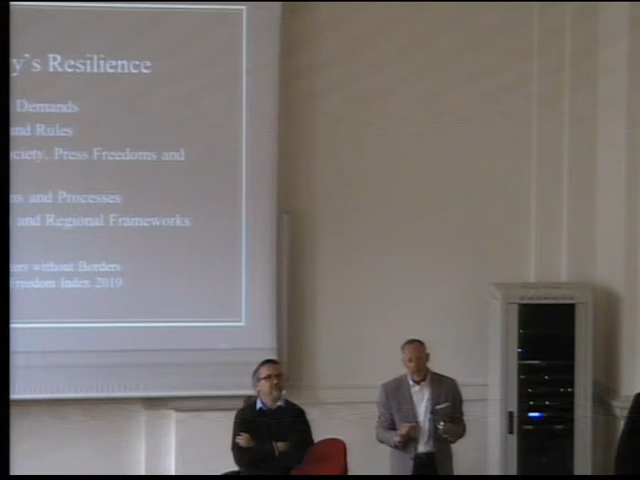 y's Resilience
Demands
and Rules
ciety, Press Freedoms and
ns and Processes
and Regional Frameworks
ers without Borders
reedom Index 2019